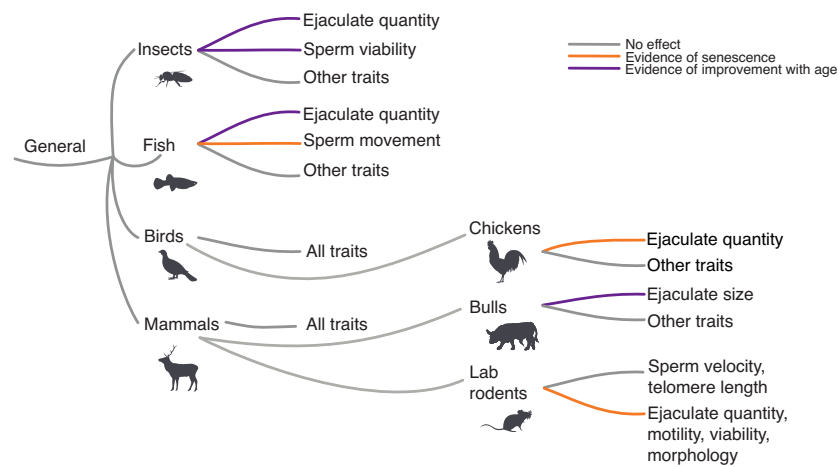 Ejaculate quantity
Insects
Sperm viability
Other traits
No effect
Evidence of senescence
Evidence of improvement with age
General
Fish
Ejaculate quantity
Sperm movement
Other traits
Birds
All traits
Chickens
Ejaculate quantity
Other traits
Mammals
All traits
Bulls
Ejaculate size
Other traits
Lab
rodents
Sperm velocity,
telomere length
Ejaculate quantity,
motility, viability,
morphology